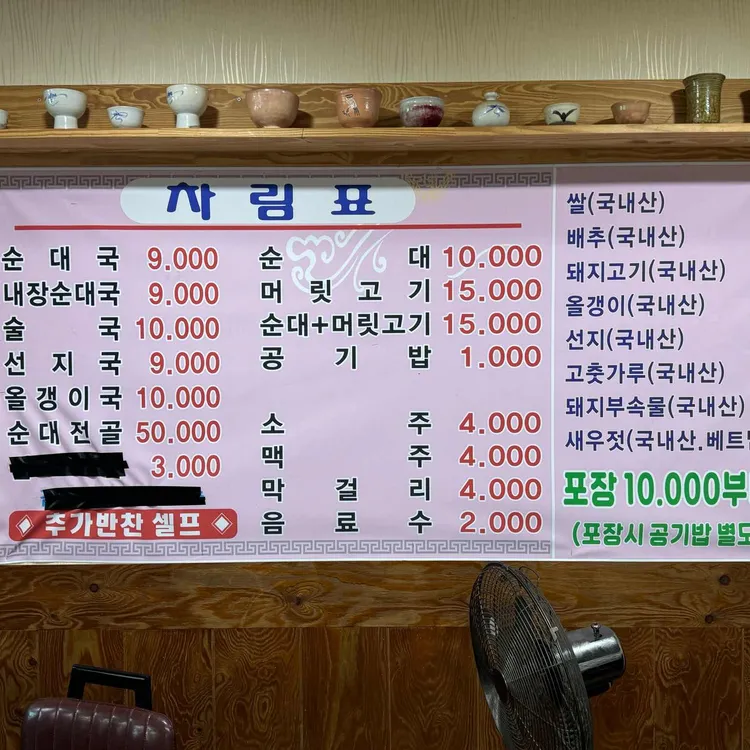 차림표
순대국 9.000
내장순대국 9.000
술국 10.000
선지국 9.000
올갱이국 10.000
순대전골 50.000
3.000
추가반찬 셀프
순대 10.000
머릿고기 15.000
순대+머릿고기 15.000
공기밥 1.000
소주 4.000
맥주 4.000
막걸리 4.000
음료수 2.000
쌀(국내산)
배추(국내산)
돼지고기(국내산)
올갱이(국내산)
선지(국내산)
고춧가루(국내산)
돼지부속물(국내산)
새우젓(국내산.베트
포장 10.000부
(포장시 공기밥 별도